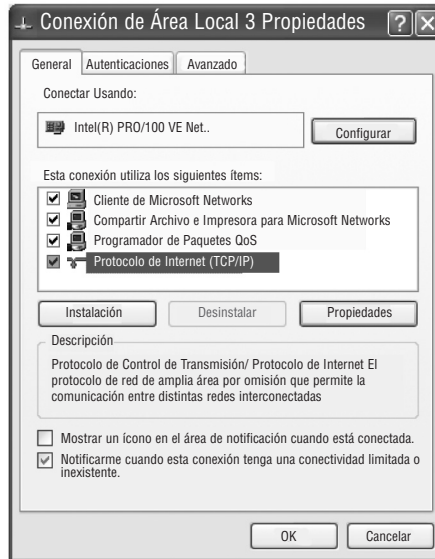 Conexión de Área Local 3 Propiedades
General Autenticaciones Avanzado
Conectar Usando:
Intel(R) PRO/100 VE Net..
Configurar
Esta conexión utiliza los siguientes ítems:
Cliente de Microsoft Networks
Compartir Archivo e Impresora para Microsoft Networks
Programador de Paquetes QoS
Protocolo de Internet (TCP/IP)
Instalación Desinstalar Propiedades
Descripción
Protocolo de Control de Transmisión/ Protocolo de Internet El
protocolo de red de amplia área por omisión que permite la
comunicación entre distintas redes interconectadas
Mostrar un ícono en el área de notificación cuando está conectada.
Notificarme cuando esta conexión tenga una conectividad limitada o
inexistente.
OK Cancelar